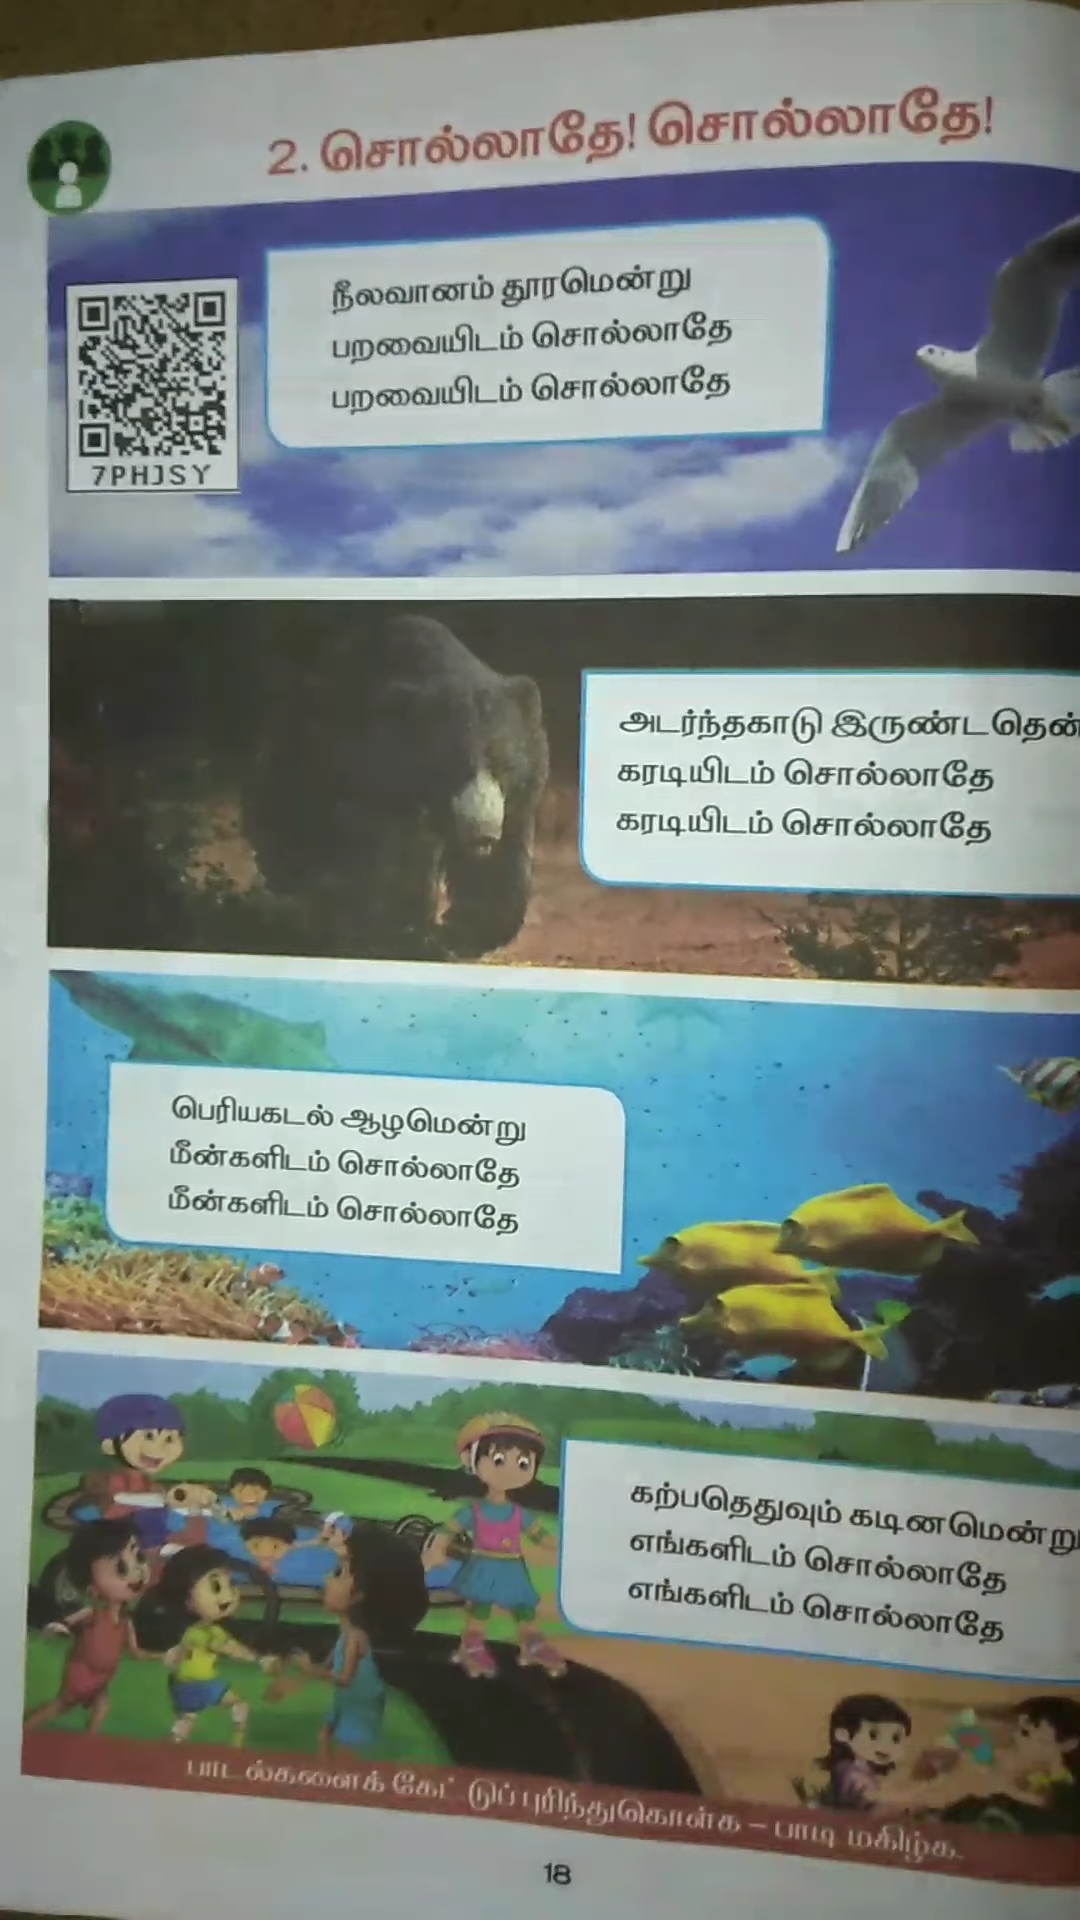 2. சொல்லாதே! சொல்லாதே!
நீலவானம் தூரமென்று
பறவையிடம் சொல்லாதே
பறவையிடம் சொல்லாதே
7PHJSY
அடர்ந்தகாடு இருண்டதென்
கரடியிடம் சொல்லாதே
கரடியிடம் சொல்லாதே
பெரியகடல் ஆழமென்று
மீன்களிடம் சொல்லாதே
மீன்களிடம் சொல்லாதே
கற்பதெதுவும் கடினமென்று
எங்களிடம் சொல்லாதே
எங்களிடம் சொல்லாதே
பாடல்களைக் கேட்டுப்புரிந்துகொள்க – பாடி மகிழ்க.
18